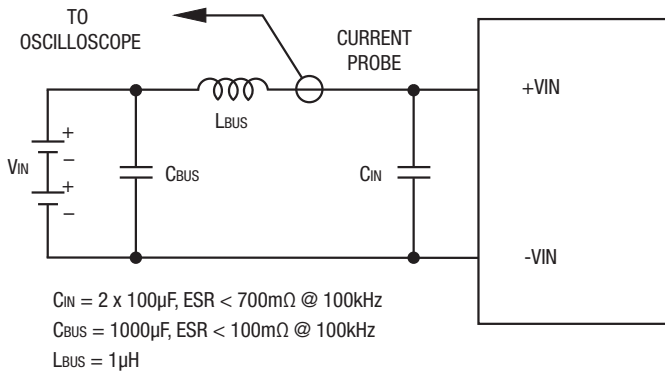 TO
OSCILLOSCOPE
CURRENT
PROBE
+VIN
LBUS
+
−
VIN
+
−
CBUS
CIN
-VIN
CIN = 2 x 100µF, ESR < 700mΩ @ 100kHz
CBUS = 1000µF, ESR < 100mΩ @ 100kHz
LBUS = 1µH